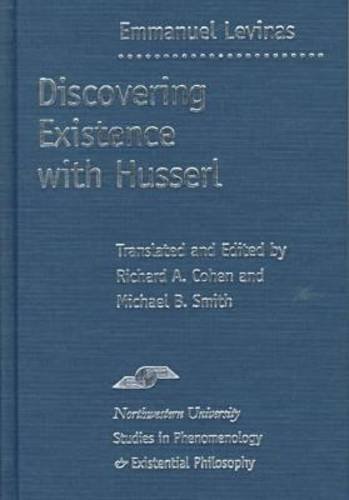 Emmanuel Levinas
Discovering
Existence
with Husserl
Translated and Edited by
Richard A. Cohen and
Michael B. Smith
Northwestern University
Studies in Phenomenology
& Existential Philosophy